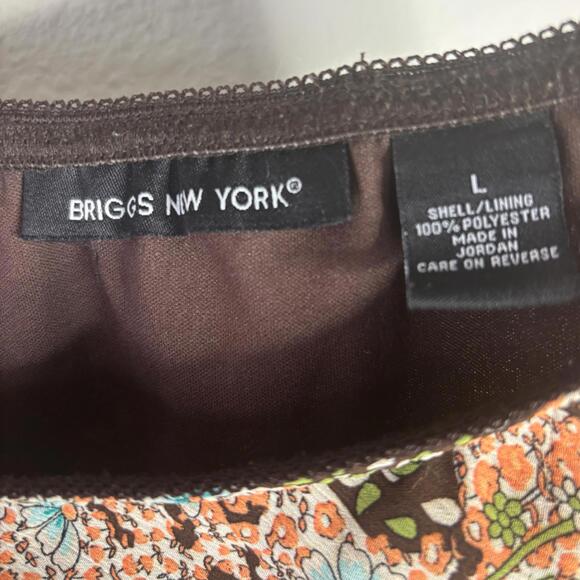 BRIGGS NEW YORK®
L
SHELL/LINING
100% POLYESTER
MADE IN
JORDAN
CARE ON REVERSE